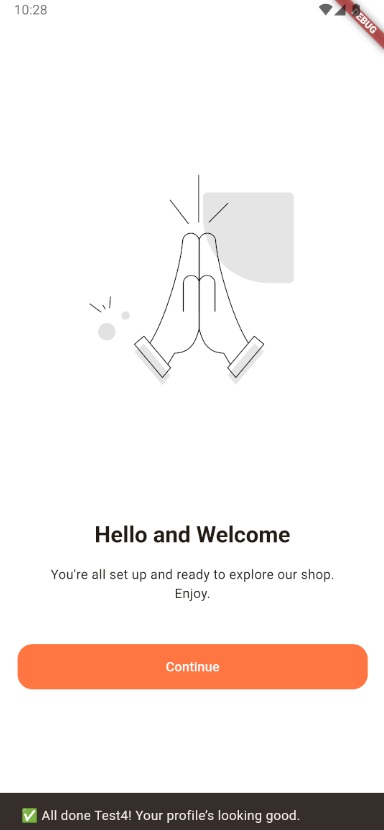 10:28
DEBUG
Hello and Welcome
You're all set up and ready to explore our shop.
Enjoy.
Continue
✅ All done Test4! Your profile’s looking good.